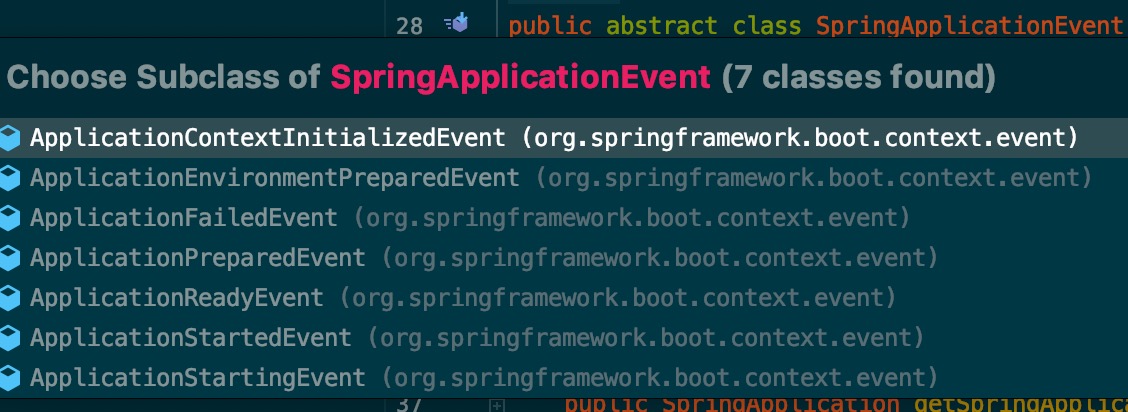 28 public abstract class SpringApplicationEvent
Choose Subclass of SpringApplicationEvent (7 classes found)
ApplicationContextInitializedEvent (org.springframework.boot.context.event)
ApplicationEnvironmentPreparedEvent (org.springframework.boot.context.event)
ApplicationFailedEvent (org.springframework.boot.context.event)
ApplicationPreparedEvent (org.springframework.boot.context.event)
ApplicationReadyEvent (org.springframework.boot.context.event)
ApplicationStartedEvent (org.springframework.boot.context.event)
ApplicationStartingEvent (org.springframework.boot.context.event)
37 public SpringApplication getSpringApplica